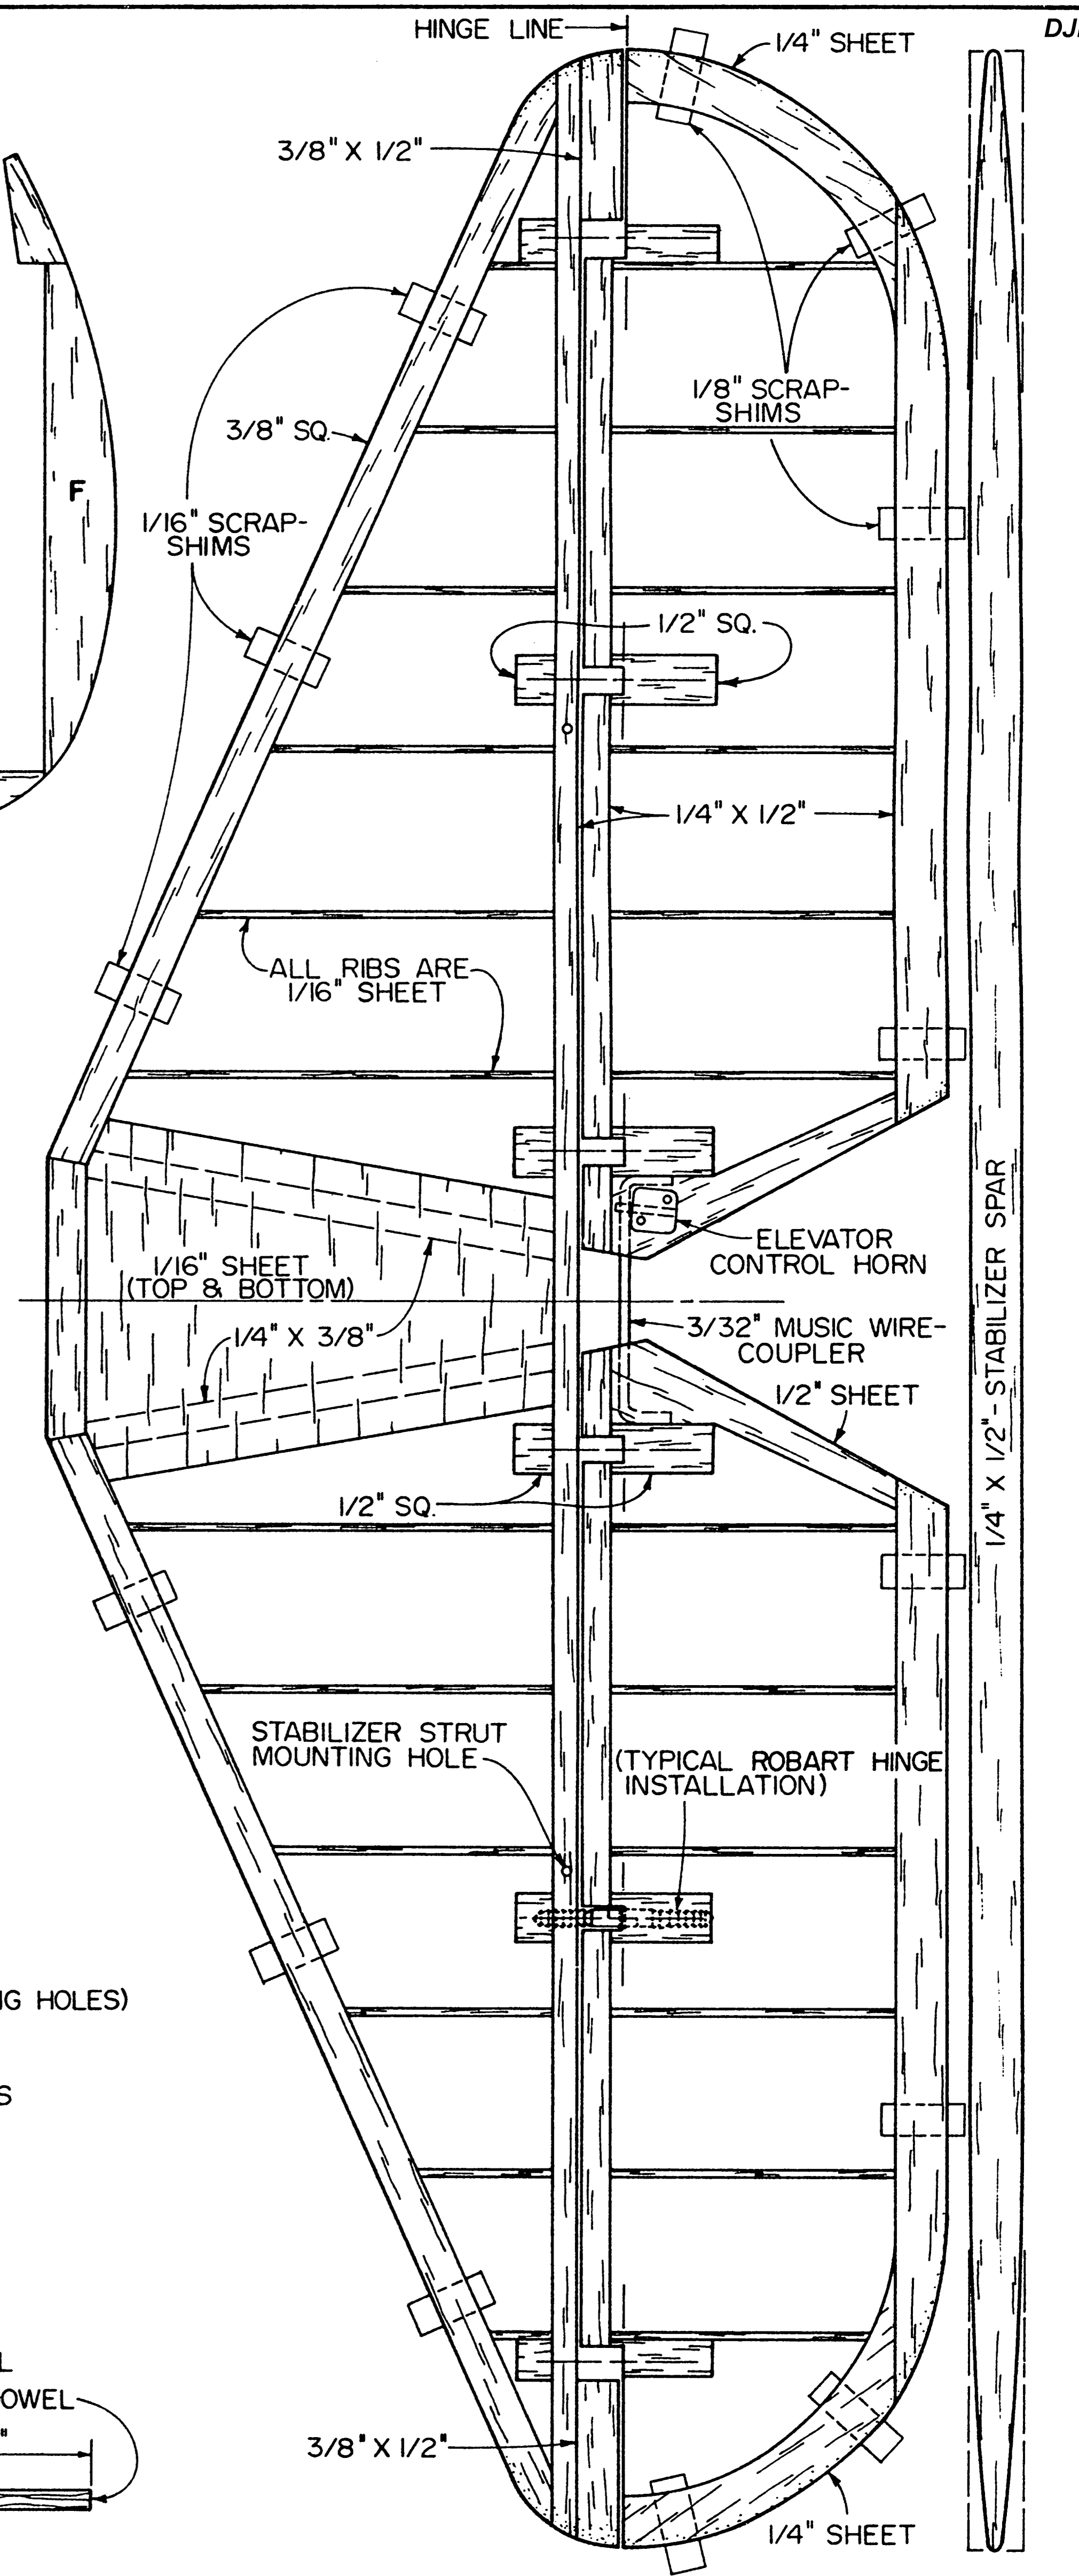 HINGE LINE
DJ
1/4" SHEET
3/8" X 1/2"
1/8" SCRAP-
SHIMS
3/8" SQ.
F
1/16" SCRAP-
SHIMS
1/2" SQ.
1/4" X 1/2"
ALL RIBS ARE
1/16" SHEET
1/4" X 1/2"- STABILIZER SPAR
ELEVATOR
CONTROL HORN
1/16" SHEET
(TOP & BOTTOM)
1/4" X 3/8"
3/32" MUSIC WIRE-
COUPLER
1/2" SHEET
1/2" SQ.
STABILIZER STRUT
MOUNTING HOLE
(TYPICAL ROBART HINGE
INSTALLATION)
G HOLES)
S
L
OWEL
"
3/8" X 1/2"
1/4" SHEET